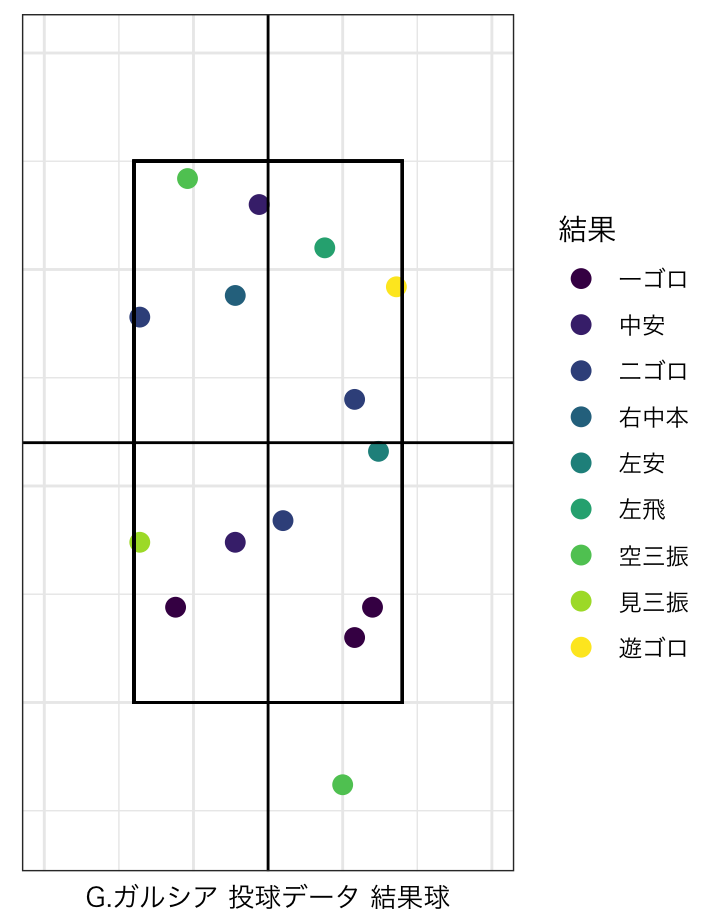 結果
一ゴロ
中安
二ゴロ
右中本
左安
左飛
空三振
見三振
遊ゴロ
G.ガルシア 投球データ 結果球